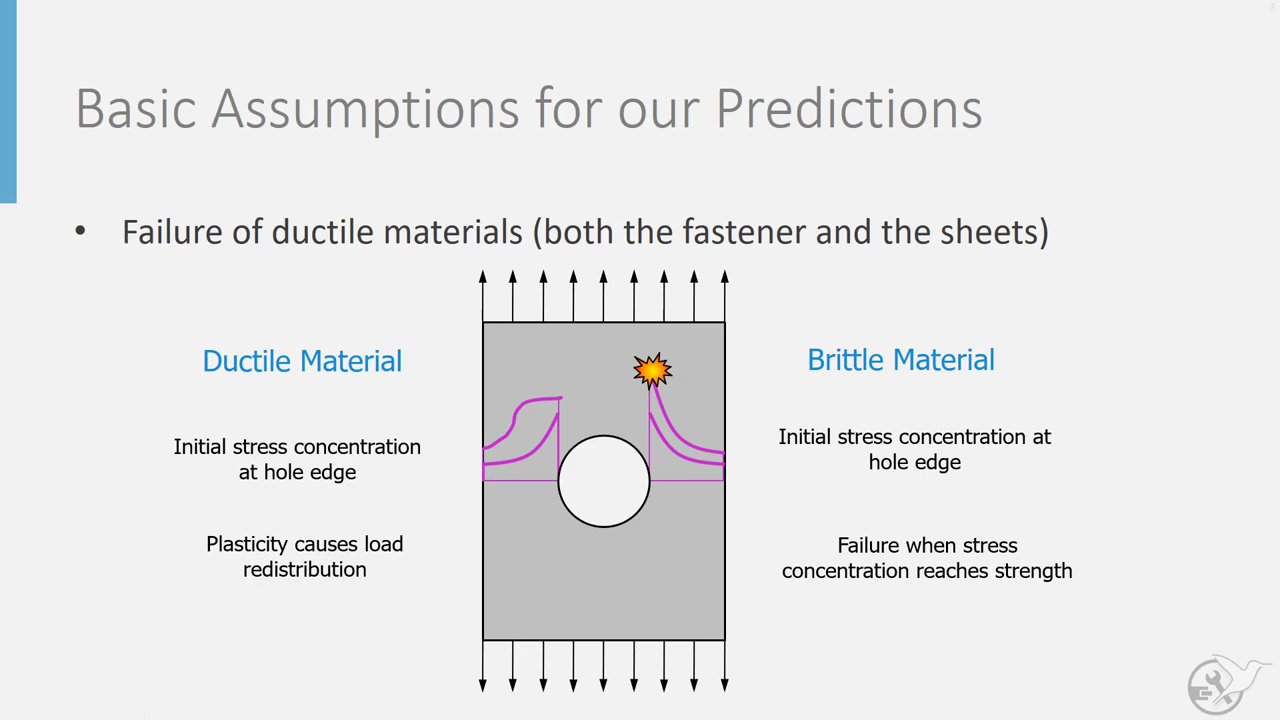 Basic Assumptions for our Predictions
• Failure of ductile materials (both the fastener and the sheets)
Ductile Material
Initial stress concentration
at hole edge
Plasticity causes load
redistribution
Brittle Material
Initial stress concentration at
hole edge
Failure when stress
concentration reaches strength